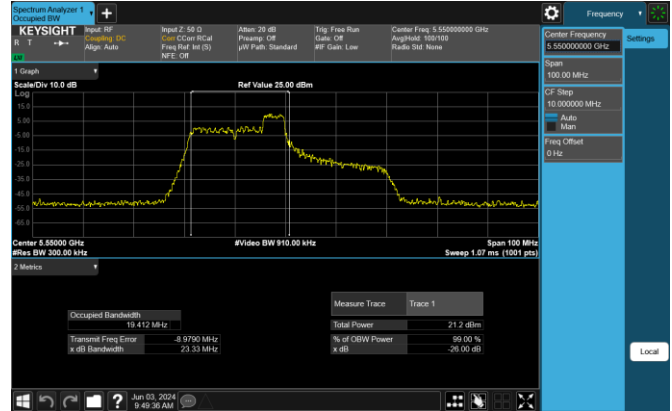 Spectrum Analyzer 1
Occupied BW
+
Frequency
KEYSIGHT
R T
Input: RF
Coupling: DC
Align: Auto
Input Z: 50 Ω
Corr CCorr RCal
Freq Ref: Int (S)
NFE: Off
Atten: 20 dB
Preamp: Off
µW Path: Standard
Trig: Free Run
Gate: Off
#IF Gain: Low
Center Freq: 5.550000000 GHz
Avg|Hold: 100/100
Radio Std: None
1 Graph
Scale/Div 10.0 dB
Ref Value 25.00 dBm
Log
15.0
5.00
-5.00
-15.0
-25.0
-35.0
-45.0
-55.0
-65.0
Center 5.55000 GHz
#Video BW 910.00 kHz
Span 100 MHz
#Res BW 300.00 kHz
Sweep 1.07 ms (1001 pts)
2 Metrics
Measure Trace
Trace 1
Occupied Bandwidth
19.412 MHz
Total Power
21.2 dBm
Transmit Freq Error
-8.9790 MHz
% of OBW Power
99.00 %
x dB Bandwidth
23.33 MHz
x dB
-26.00 dB
Center Frequency
5.550000000 GHz
Settings
Span
100.00 MHz
CF Step
10.000000 MHz
Auto
Man
Freq Offset
0 Hz
Local
?
Jun 03, 2024
9:49:36 AM